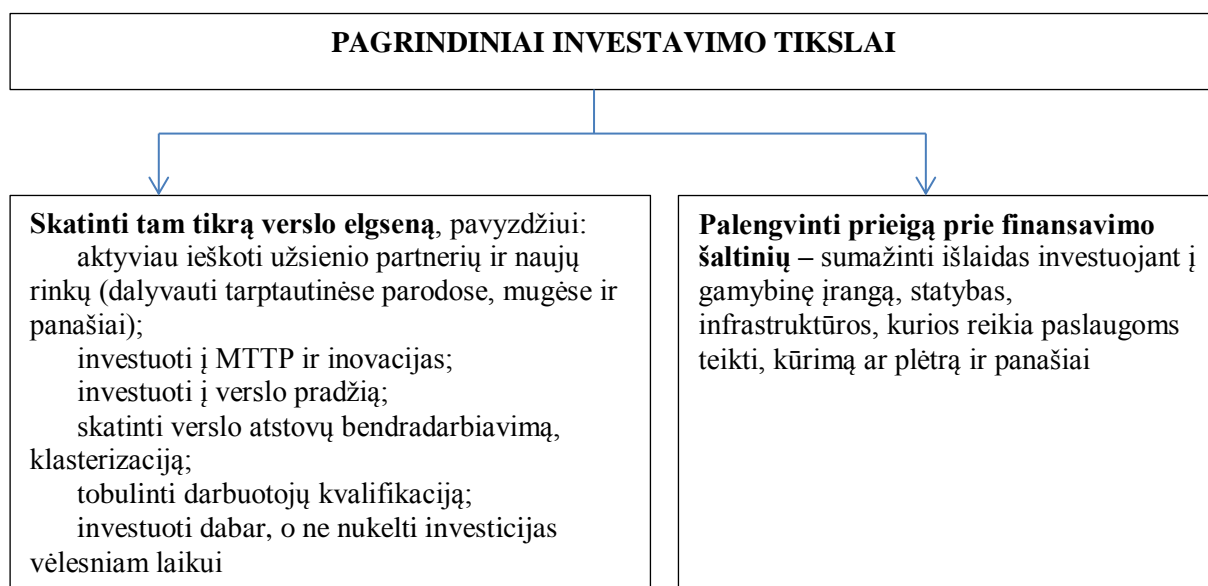 PAGRINDINIAI INVESTAVIMO TIKSLAI
Skatinti tam tikrą verslo elgseną, pavyzdžiui:
aktyviau ieškoti užsienio partnerių ir naujų
rinkų (dalyvauti tarptautinėse parodose, mugėse ir
panašiai);
investuoti į MTTP ir inovacijas;
investuoti į verslo pradžią;
skatinti verslo atstovų bendradarbiavimą,
klasterizaciją;
tobulinti darbuotojų kvalifikaciją;
investuoti dabar, o ne nukelti investicijas
vėlesniam laikui
Palengvinti prieigą prie finansavimo
šaltinių – sumažinti išlaidas investuojant į
gamybinę įrangą, statybas,
infrastruktūros, kurios reikia paslaugoms
teikti, kūrimą ar plėtrą ir panašiai